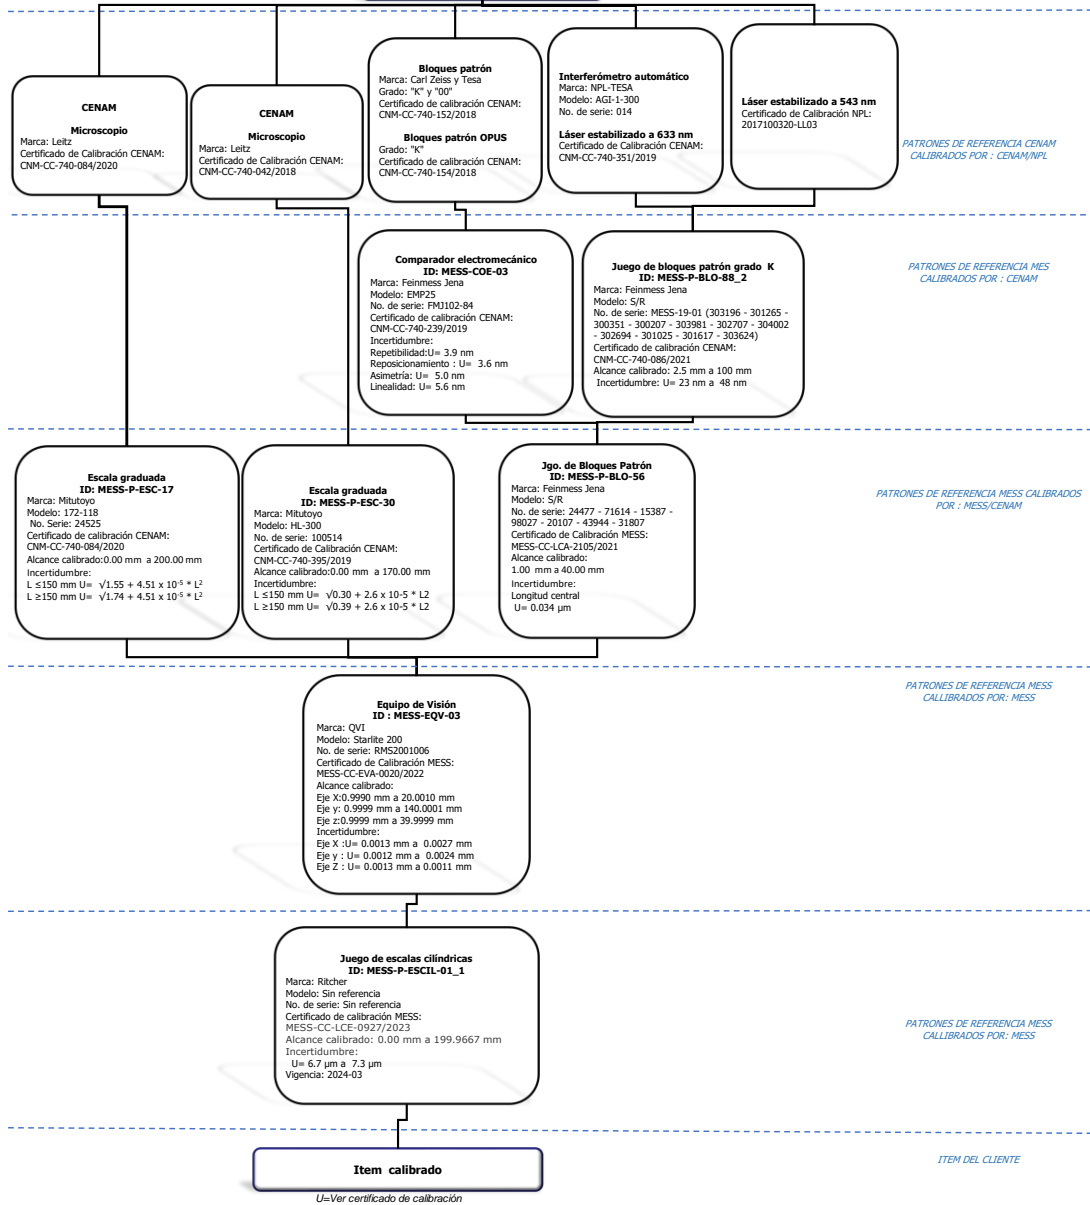 CENAM
Microscopio
Marca: Leitz
Certificado de Calibración CENAM:
CNM-CC-740-084/2020
CENAM
Microscopio
Marca: Leitz
Certificado de Calibración CENAM:
CNM-CC-740-042/2018
Bloques patrón
Marca: Carl Zeiss y Tesa
Grado: "K" y "00"
Certificado de calibración CENAM:
CNM-CC-740-152/2018
Bloques patrón OPUS
Grado: "K"
Certificado de calibración CENAM:
CNM-CC-740-154/2018
Interferómetro automático
Marca: NPL-TESA
Modelo: AGI-1-300
No. de serie: 014
Láser estabilizado a 633 nm
Certificado de Calibración CENAM:
CNM-CC-740-351/2019
Láser estabilizado a 543 nm
Certificado de Calibración NPL:
2017100320-LL03
PATRONES DE REFERENCIA CENAM
CALIBRADOS POR : CENAM/NPL
Comparador electromecánico
ID: MESS-COE-03
Marca: Feinmess Jena
Modelo: EMP25
No. de serie: FMJ102-84
Certificado de Calibración CENAM:
CNM-CC-740-239/2019
Incertidumbre:
Repetibilidad:U= 3.9 nm
Reposicionamiento : U= 3.6 nm
Asimetría: U= 5.0 nm
Linealidad: U= 5.6 nm
Juego de bloques patrón grado K
ID: MESS-P-BLO-88_2
Marca: Feinmess Jena
Modelo: S/R
No. de serie: MESS-19-01 (303196 - 301265 -
300351 - 300207 - 303981 - 302707 - 304002
- 302694 - 301025 - 301617 - 303624)
Certificado de calibración CENAM:
CNM-CC-740-086/2021
Alcance calibrado: 2.5 mm a 100 mm
Incertidumbre: U= 23 nm a 48 nm
PATRONES DE REFERENCIA MES
CALIBRADOS POR : CENAM
Escala graduada
ID: MESS-P-ESC-17
Marca: Mitutoyo
Modelo: 172-118
No. Serie: 24525
Certificado de calibración CENAM:
CNM-CC-740-084/2020
Alcance calibrado:0.00 mm a 200.00 mm
Incertidumbre:
L ≤150 mm U= √1.55 + 4.51 x 10⁻⁵ * L²
L ≥150 mm U= √1.74 + 4.51 x 10⁻⁵ * L²
Escala graduada
ID: MESS-P-ESC-30
Marca: Mitutoyo
Modelo: HL-300
No. de serie: 100514
Certificado de Calibración CENAM:
CNM-CC-740-395/2019
Alcance calibrado:0.00 mm a 170.00 mm
Incertidumbre:
L ≤150 mm U= √0.30 + 2.6 x 10-5 * L2
L ≥150 mm U= √0.39 + 2.6 x 10-5 * L2
Jgo. de Bloques Patrón
ID: MESS-P-BLO-56
Marca: Feinmess Jena
Modelo: S/R
No. de serie: 24477 - 71614 - 15387 -
98027 - 20107 - 43944 - 31807
Certificado de Calibración MESS:
MESS-CC-LCA-2105/2021
Alcance calibrado:
1.00 mm a 40.00 mm
Incertidumbre:
Longitud central
U= 0.034 µm
PATRONES DE REFERENCIA MESS CALIBRADOS
POR : MESS/CENAM
Equipo de Visión
ID : MESS-EQV-03
Marca: QVI
Modelo: Starlite 200
No. de serie: RMS2001006
Certificado de Calibración MESS:
MESS-CC-EVA-0020/2022
Alcance calibrado:
Eje X:0.9990 mm a 20.0010 mm
Eje y: 0.9999 mm a 140.0001 mm
Eje z:0.9999 mm a 39.9999 mm
Incertidumbre:
Eje X :U= 0.0013 mm a 0.0027 mm
Eje y : U= 0.0012 mm a 0.0024 mm
Eje Z : U= 0.0013 mm a 0.0011 mm
PATRONES DE REFERENCIA MESS
CALLIBRADOS POR: MESS
Juego de escalas cilíndricas
ID: MESS-P-ESCIL-01_1
Marca: Ritcher
Modelo: Sin referencia
No. de serie: Sin referencia
Certificado de calibración MESS:
MESS-CC-LCE-0927/2023
Alcance calibrado: 0.00 mm a 199.9667 mm
Incertidumbre:
U= 6.7 µm a 7.3 µm
Vigencia: 2024-03
PATRONES DE REFERENCIA MESS
CALLIBRADOS POR: MESS
Item calibrado
U=Ver certificado de calibración
ITEM DEL CLIENTE